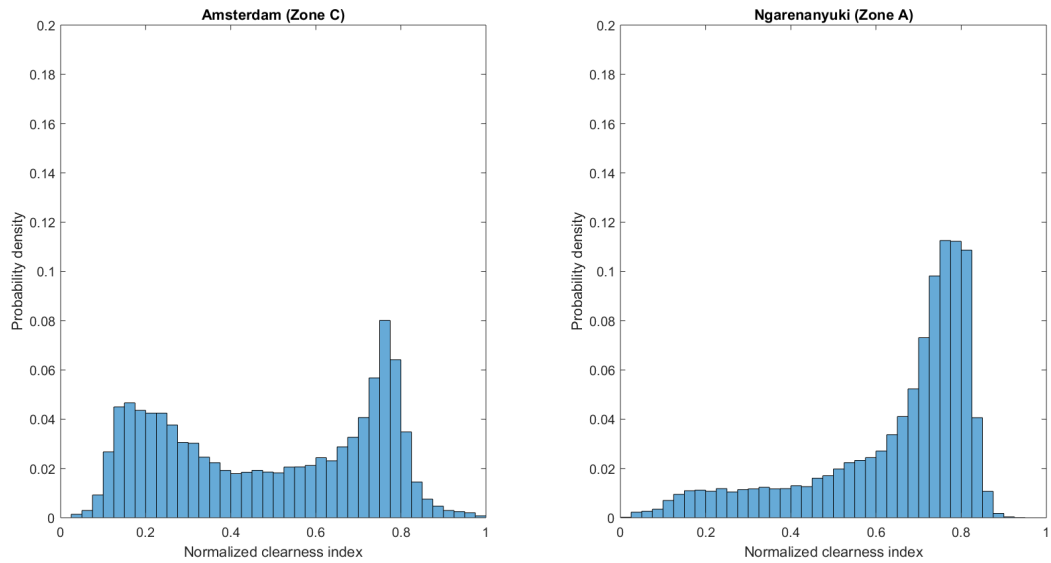 Amsterdam (Zone C)
0.2
0.18
0.16
0.14
0.12
0.1
0.08
0.06
0.04
0.02
0
Probability density
0 0.2 0.4 0.6 0.8 1
Normalized clearness index
Ngarenanyuki (Zone A)
0.2
0.18
0.16
0.14
0.12
0.1
0.08
0.06
0.04
0.02
0
Probability density
0 0.2 0.4 0.6 0.8 1
Normalized clearness index